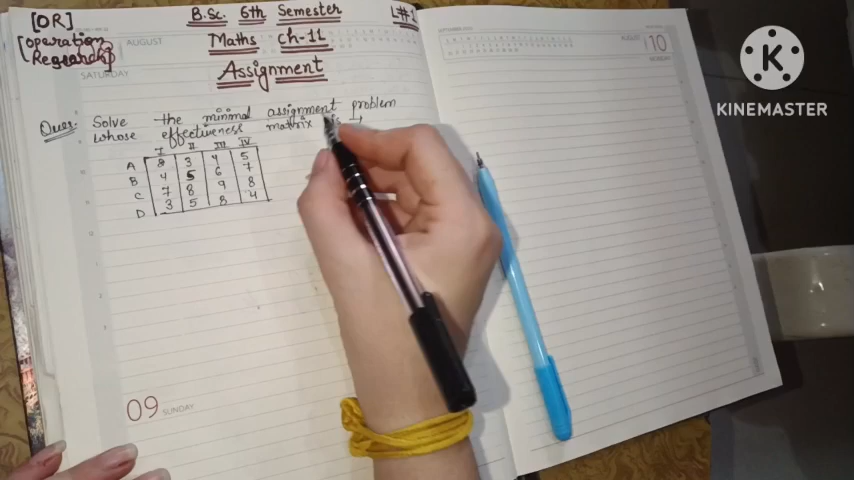 [OR]
[Operation
Research]
B.Sc. 6th Semester
L#1
Maths Ch-11
Assignment
AUGUST
SATURDAY
Ques. Solve the minimal assignment problem
whose effectiveness matrix is
I II III IV
A 8 3 4 5
B 4 5 6 7
C 7 8 9 8
D 3 5 8 4
09 SUNDAY
AUGUST 10
MONDAY
K
KINEMASTER